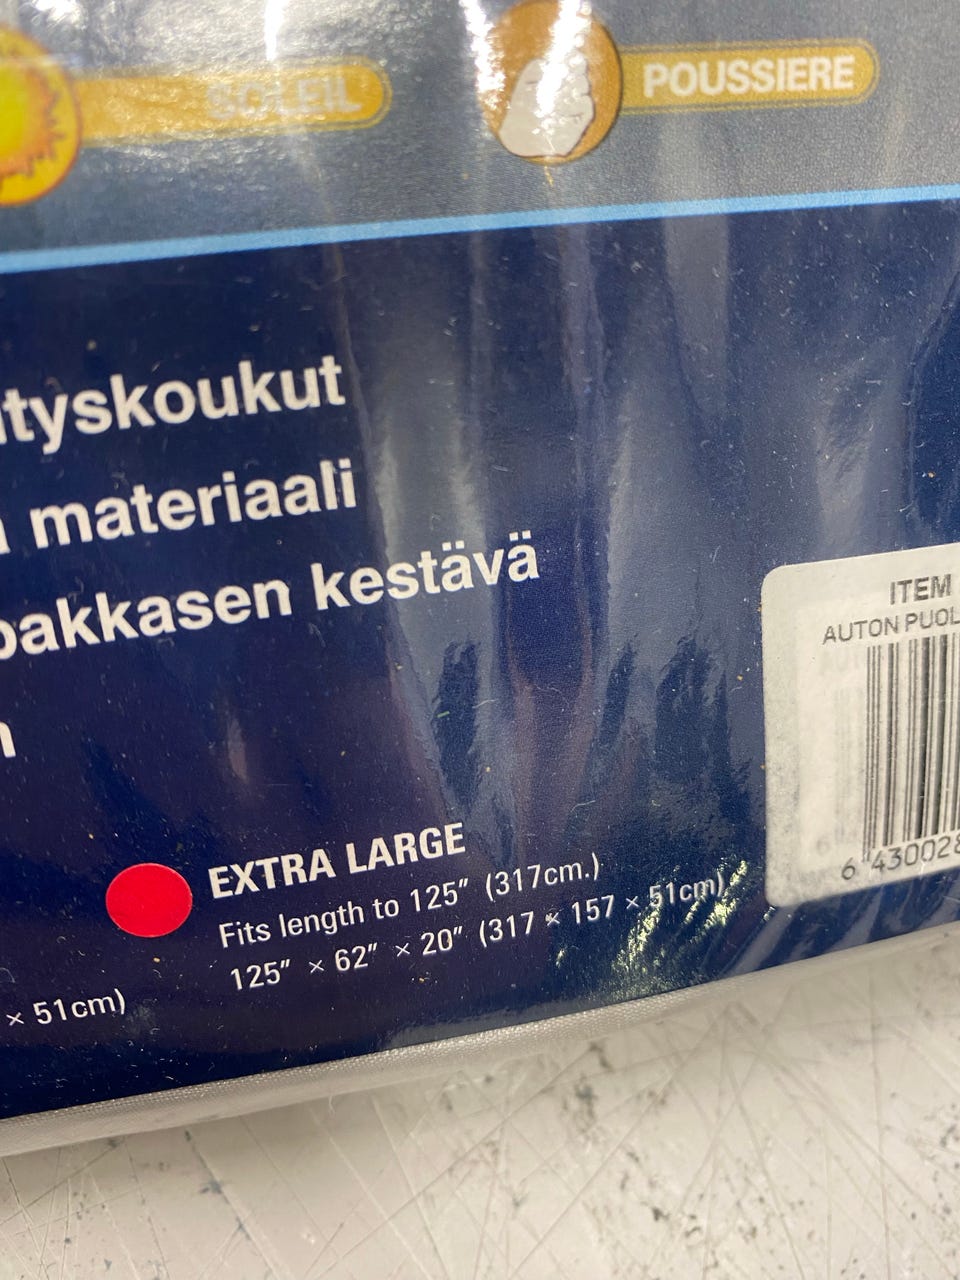 SOLEIL
POUSSIERE
ityskoukut
materiaali
pakkasen kestävä
n
EXTRA LARGE
Fits length to 125″ (317cm.)
125″ × 62″ × 20″ (317 × 157 × 51cm)
× 51cm)
ITEM
AUTON PUOL
6 430028